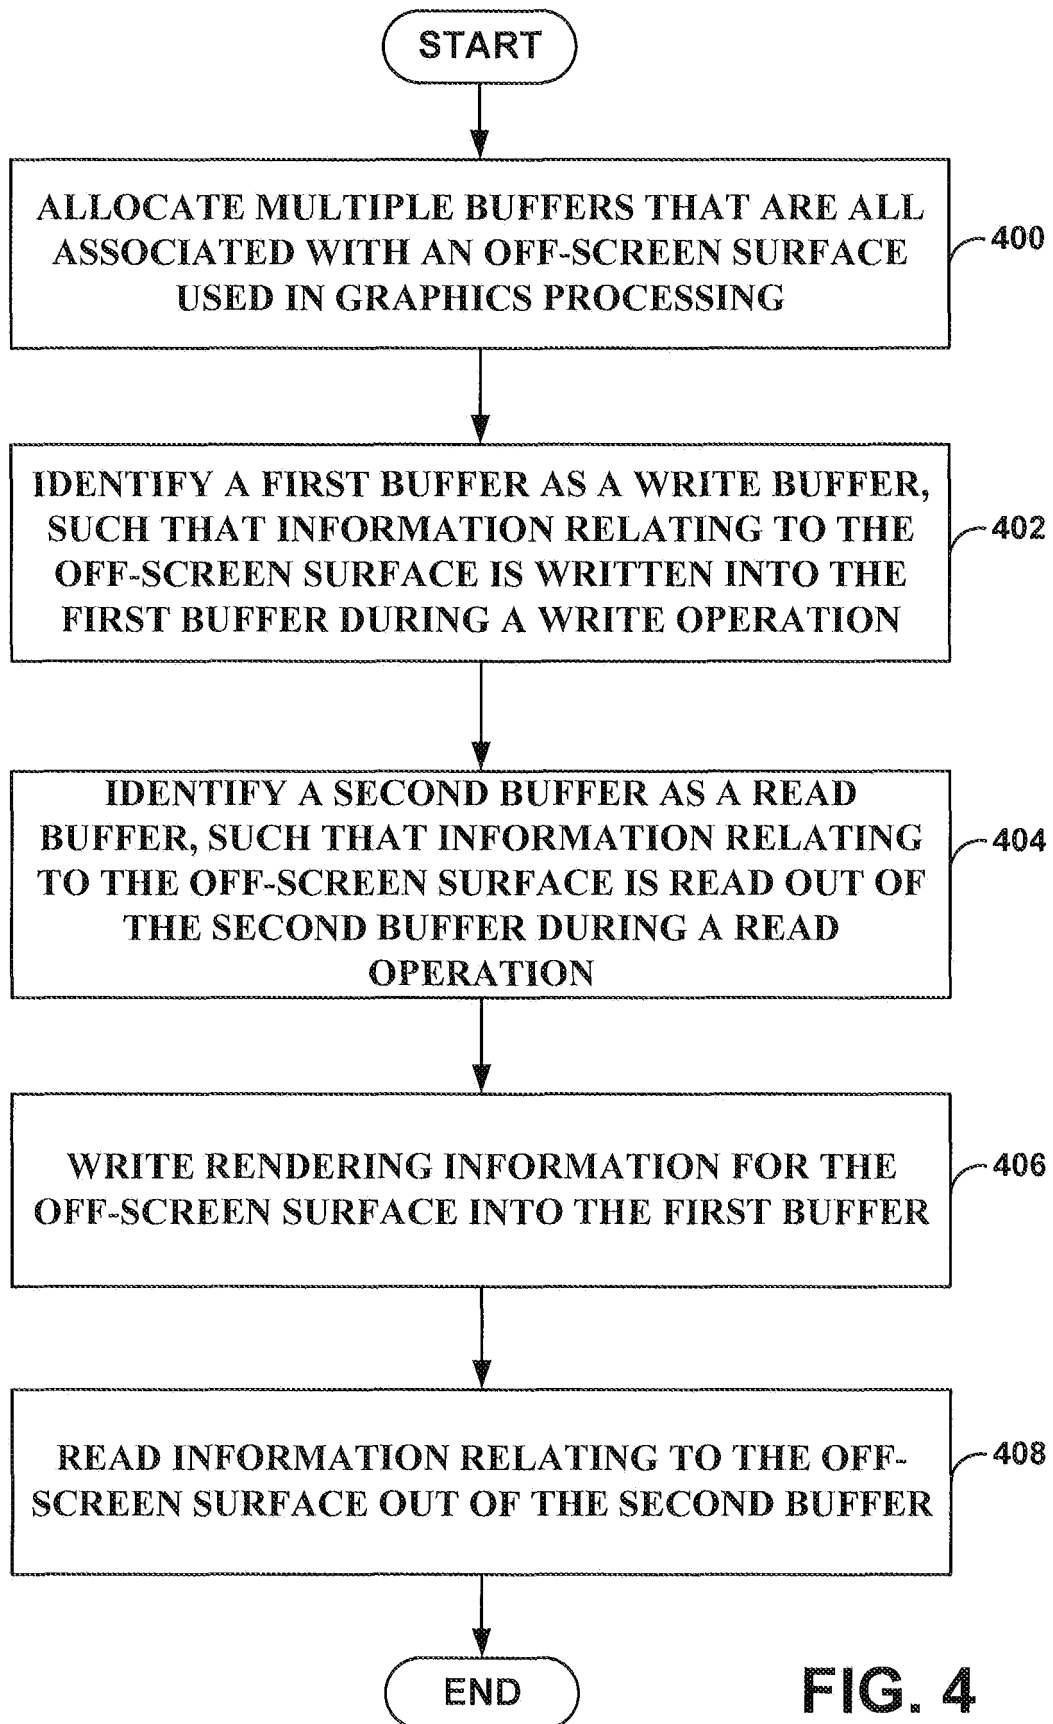 START
ALLOCATE MULTIPLE BUFFERS THAT ARE ALL
ASSOCIATED WITH AN OFF-SCREEN SURFACE
USED IN GRAPHICS PROCESSING
400
IDENTIFY A FIRST BUFFER AS A WRITE BUFFER,
SUCH THAT INFORMATION RELATING TO THE
OFF-SCREEN SURFACE IS WRITTEN INTO THE
FIRST BUFFER DURING A WRITE OPERATION
402
IDENTIFY A SECOND BUFFER AS A READ
BUFFER, SUCH THAT INFORMATION RELATING
TO THE OFF-SCREEN SURFACE IS READ OUT OF
THE SECOND BUFFER DURING A READ
OPERATION
404
WRITE RENDERING INFORMATION FOR THE
OFF-SCREEN SURFACE INTO THE FIRST BUFFER
406
READ INFORMATION RELATING TO THE OFF-
SCREEN SURFACE OUT OF THE SECOND BUFFER
408
END
FIG. 4